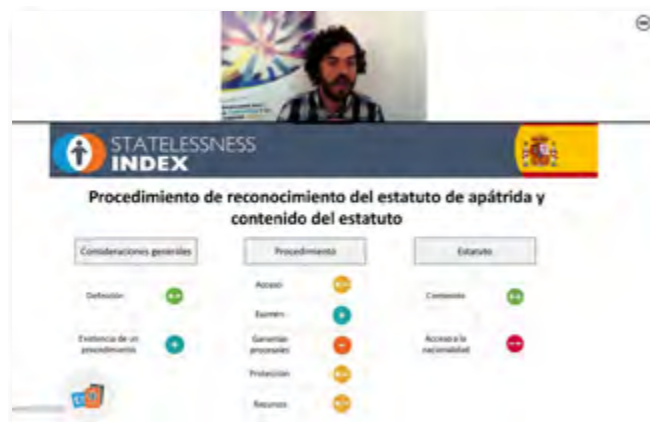 STATELESSNESS
INDEX
Procedimiento de reconocimiento del estatuto de apátrida y
contenido del estatuto
Consideraciones generales
Procedimiento
Estatuto
Definición
Existencia de un
procedimiento
Acceso
Examen
Garantías
procesales
Protección
Recursos
Contenido
Acceso a la
nacionalidad